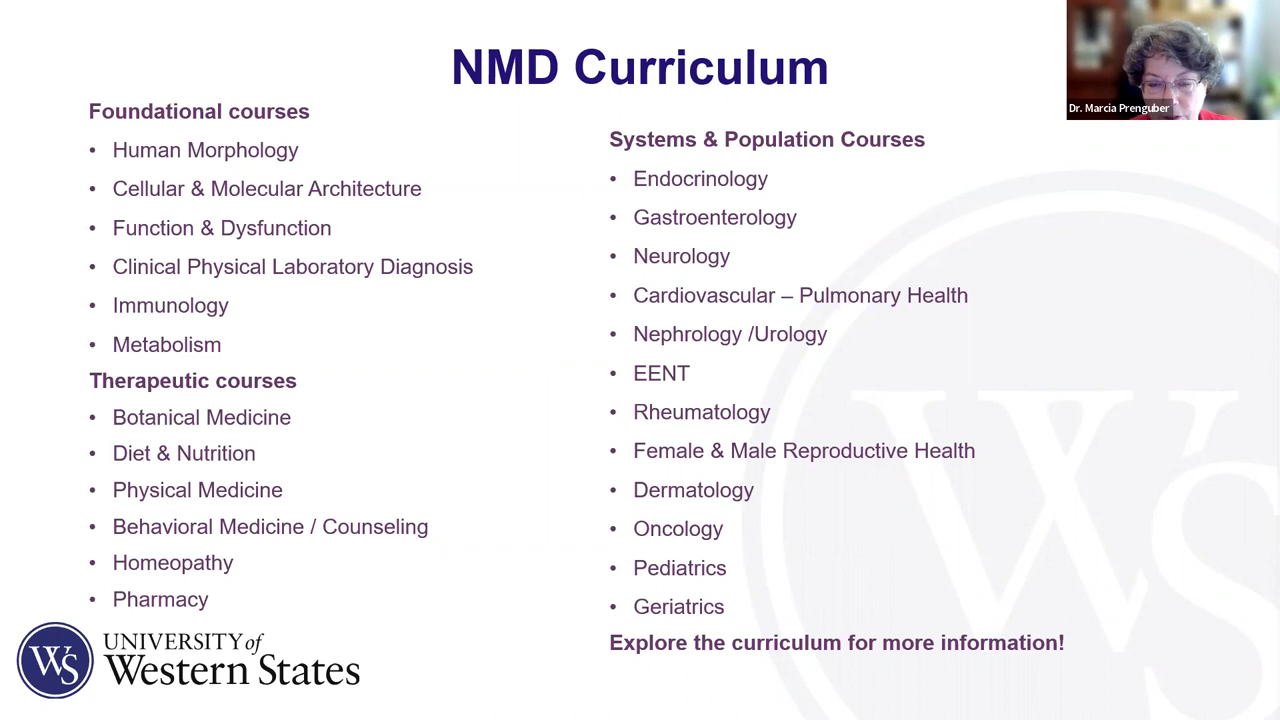 NMD Curriculum
Dr. Marcia Prenguber
Foundational courses
• Human Morphology
• Cellular & Molecular Architecture
• Function & Dysfunction
• Clinical Physical Laboratory Diagnosis
• Immunology
• Metabolism
Therapeutic courses
• Botanical Medicine
• Diet & Nutrition
• Physical Medicine
• Behavioral Medicine / Counseling
• Homeopathy
• Pharmacy
Systems & Population Courses
• Endocrinology
• Gastroenterology
• Neurology
• Cardiovascular – Pulmonary Health
• Nephrology /Urology
• EENT
• Rheumatology
• Female & Male Reproductive Health
• Dermatology
• Oncology
• Pediatrics
• Geriatrics
Explore the curriculum for more information!
WS
UNIVERSITY of
Western States
WS